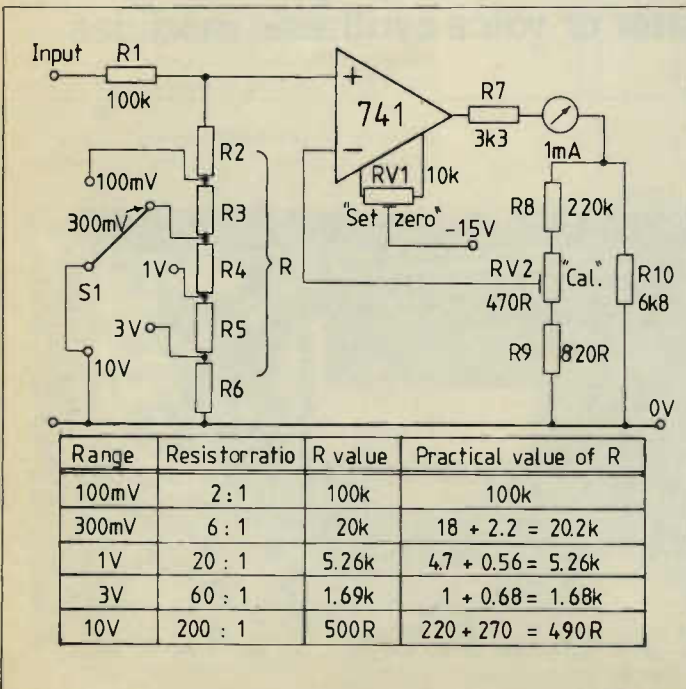 Input
R1
100k
+
741
−
R7
3k3
1mA
R2
100mV
RV1
10k
"Set zero"
-15V
R8
220k
300mV
R3
R4
R
1V
S1
RV2
"Cal."
470R
R10
6k8
3V
R5
10V
R6
R9
820R
0V
Range Resistorratio R value Practical value of R
100mV 2:1 100k 100k
300mV 6:1 20k 18 + 2.2 = 20.2k
1V 20 : 1 5.26k 4.7 + 0.56 = 5.26k
3V 60 : 1 1.69k 1 + 0.68 = 1.68k
10V 200 : 1 500R 220+270 = 490R